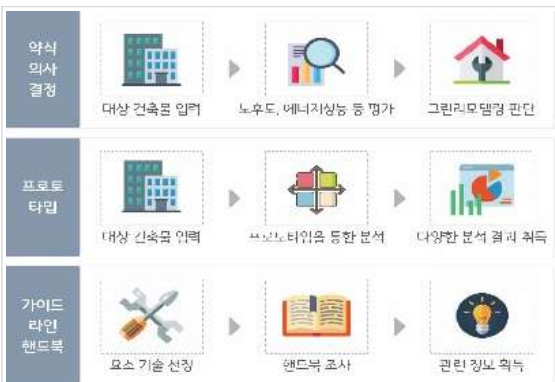 약식
의사
결정
대상 건축물 입력
노후도, 에너지성능 등 평가
그린리모델링 판단
프로토
타입
대상 건축물 입력
프로토타입을 통한 분석
다양한 분석 결과 취득
가이드
라인
핸드북
요소 기술 선정
핸드북 조사
관련 정보 획득